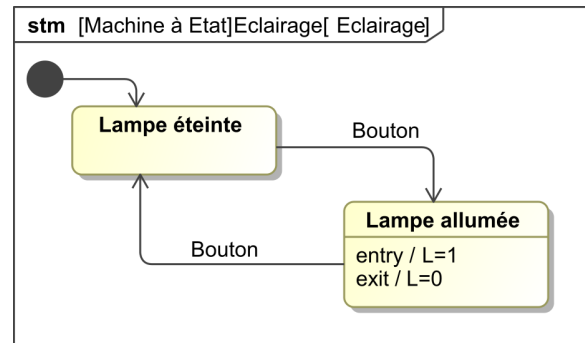 stm [Machine à Etat]Eclairage[ Eclairage]
Lampe éteinte
Bouton
Lampe allumée
entry / L=1
exit / L=0
Bouton